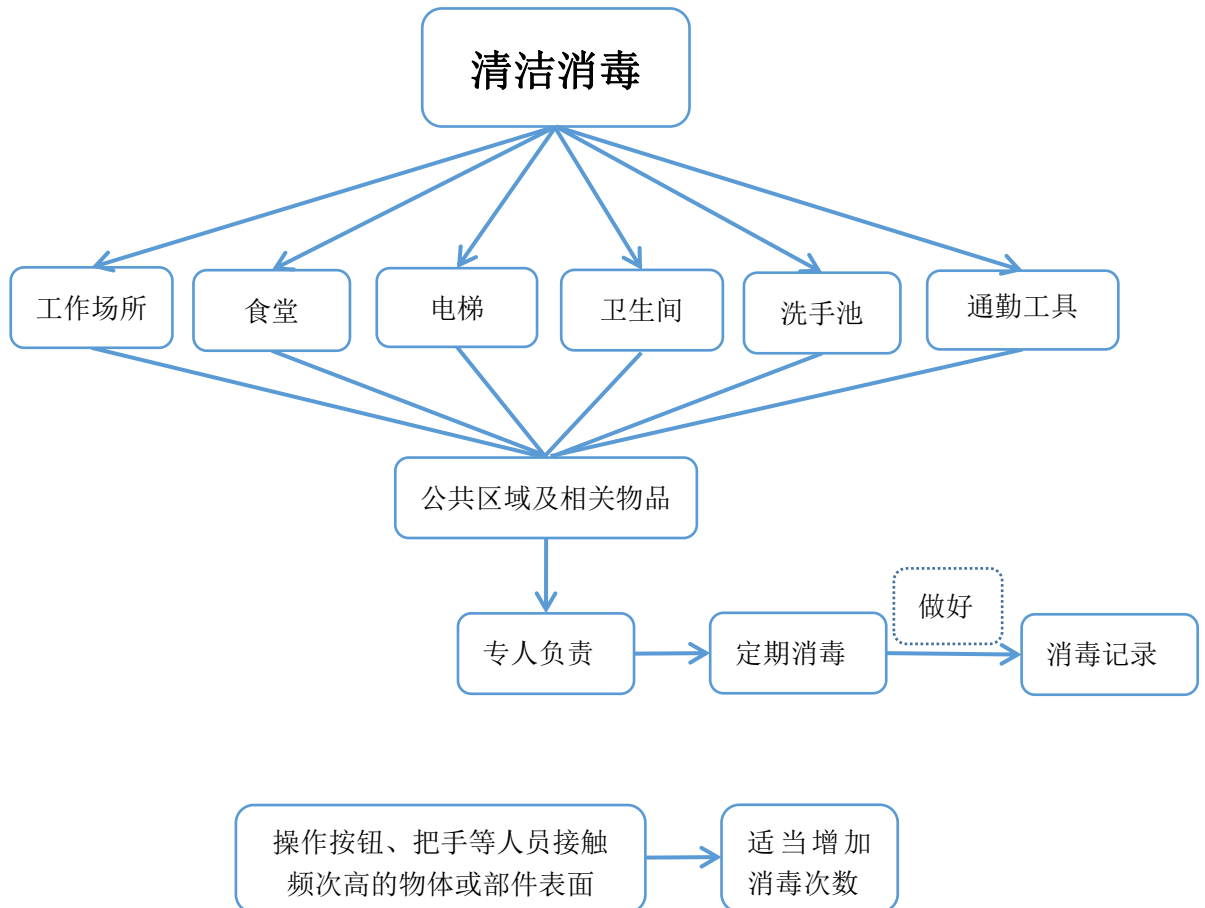 清洁消毒
工作场所
食堂
电梯
卫生间
洗手池
通勤工具
公共区域及相关物品
做好
专人负责
定期消毒
消毒记录
操作按钮、把手等人员接触
频次高的物体或部件表面
适当增加
消毒次数